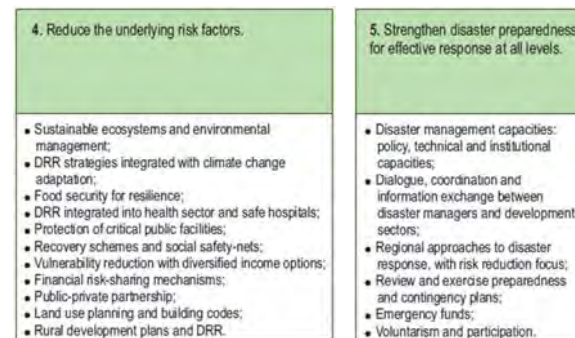 4. Reduce the underlying risk factors.
• Sustainable ecosystems and environmental
management;
• DRR strategies integrated with climate change
adaptation;
• Food security for resilience;
• DRR integrated into health sector and safe hospitals;
• Protection of critical public facilities;
• Recovery schemes and social safety-nets;
• Vulnerability reduction with diversified income options;
• Financial risk-sharing mechanisms;
• Public-private partnership;
• Land use planning and building codes;
• Rural development plans and DRR.
5. Strengthen disaster preparedness
for effective response at all levels.
• Disaster management capacities:
policy, technical and institutional
capacities;
• Dialogue, coordination and
information exchange between
disaster managers and development
sectors;
• Regional approaches to disaster
response, with risk reduction focus;
• Review and exercise preparedness
and contingency plans;
• Emergency funds;
• Voluntarism and participation.